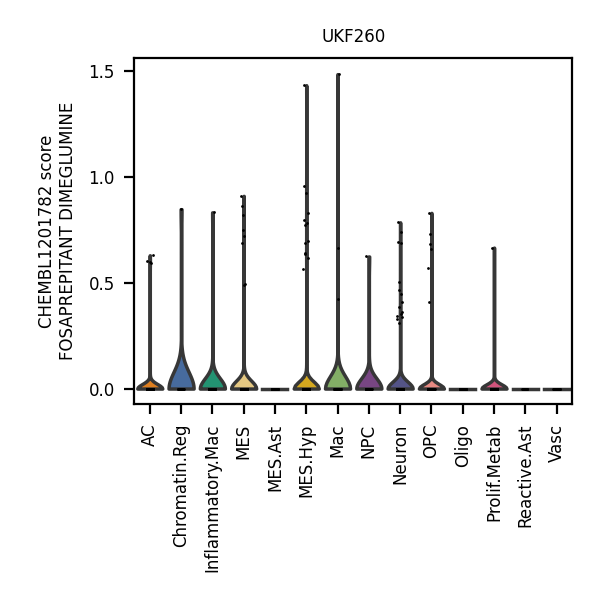 UKF260
CHEMBL1201782 score
FOSAPREPITANT DIMEGLUMINE
1.5
1.0
0.5
0.0
AC
Chromatin.Reg
Inflammatory.Mac
MES
MES.Ast
MES.Hyp
Mac
NPC
Neuron
OPC
Oligo
Prolif.Metab
Reactive.Ast
Vasc